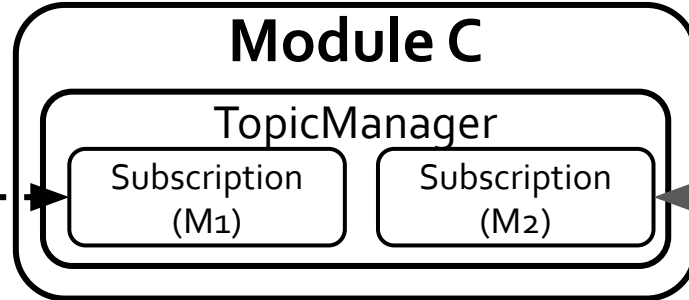 Module C
TopicManager
Subscription
(M1)
Subscription
(M2)